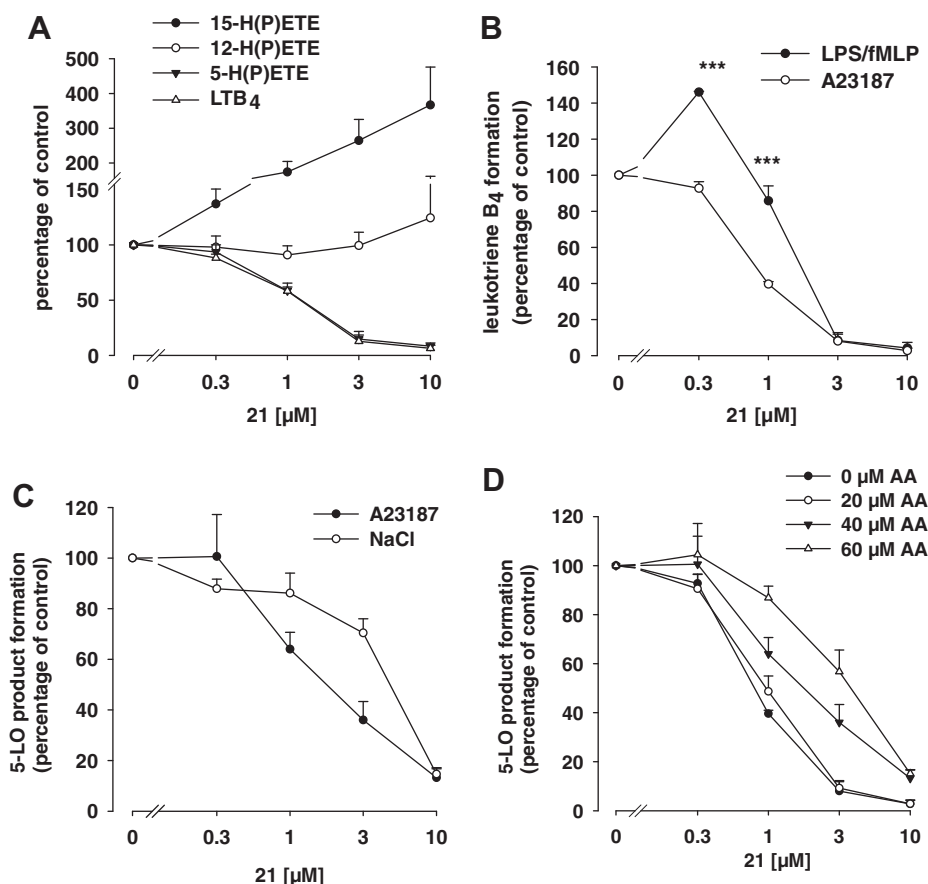 A
15-H(P)ETE
12-H(P)ETE
5-H(P)ETE
LTB4
percentage of control
500
400
300
200
150
100
50
0
0 0.3 1 3 10
21 [µM]
B
LPS/fMLP
A23187
***
***
leukotriene B4 formation
(percentage of control)
160
140
120
100
80
60
40
20
0
0 0.3 1 3 10
21 [µM]
C
A23187
NaCl
5-LO product formation
(percentage of control)
120
100
80
60
40
20
0
0 0.3 1 3 10
21 [µM]
D
0 µM AA
20 µM AA
40 µM AA
60 µM AA
5-LO product formation
(percentage of control)
120
100
80
60
40
20
0
0 0.3 1 3 10
21 [µM]